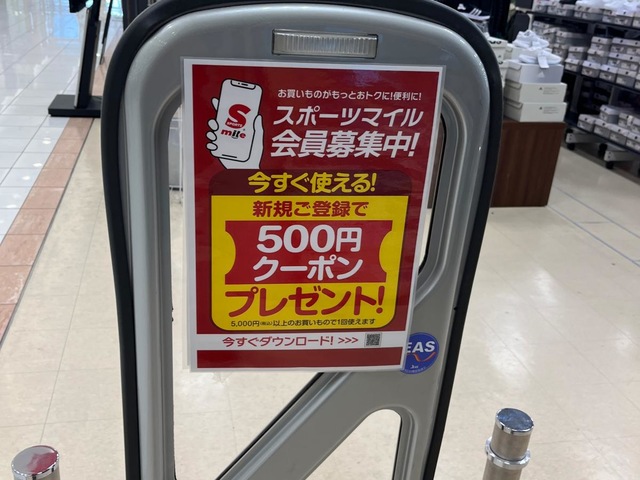 お買いものがもっとおトクに!便利に!
スポーツマイル
会員募集中!
S
mile
今すぐ使える!
新規ご登録で
500円
クーポン
プレゼント!
5,000円(税込)以上のお買いもので1回使えます
今すぐダウンロード! >>>
EAS